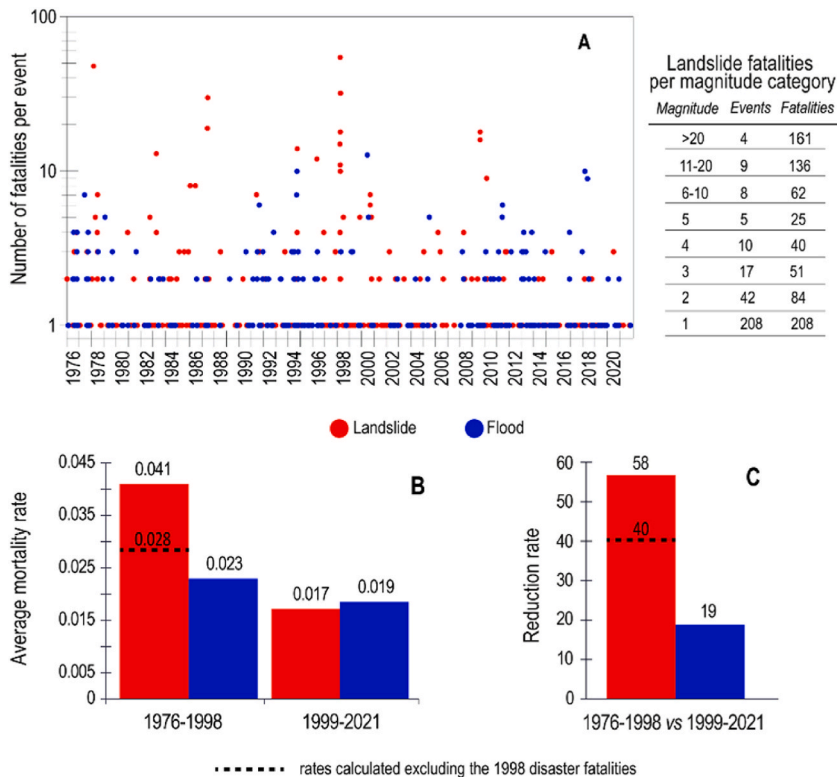 A
Number of fatalities per event
100
10
1
1976
1978
1980
1982
1984
1986
1988
1990
1992
1994
1996
1998
2000
2002
2004
2006
2008
2010
2012
2014
2016
2018
2020
Landslide fatalities
per magnitude category
Magnitude Events Fatalities
>20 4 161
11-20 9 136
6-10 8 62
5 5 25
4 10 40
3 17 51
2 42 84
1 208 208
Landslide Flood
B
Average mortality rate
0.045
0.035
0.025
0.015
0.005
0
0.041
0.028
0.023
0.017
0.019
1976-1998
1999-2021
C
Reduction rate
60
50
40
30
20
10
0
58
40
19
1976-1998 vs 1999-2021
rates calculated excluding the 1998 disaster fatalities